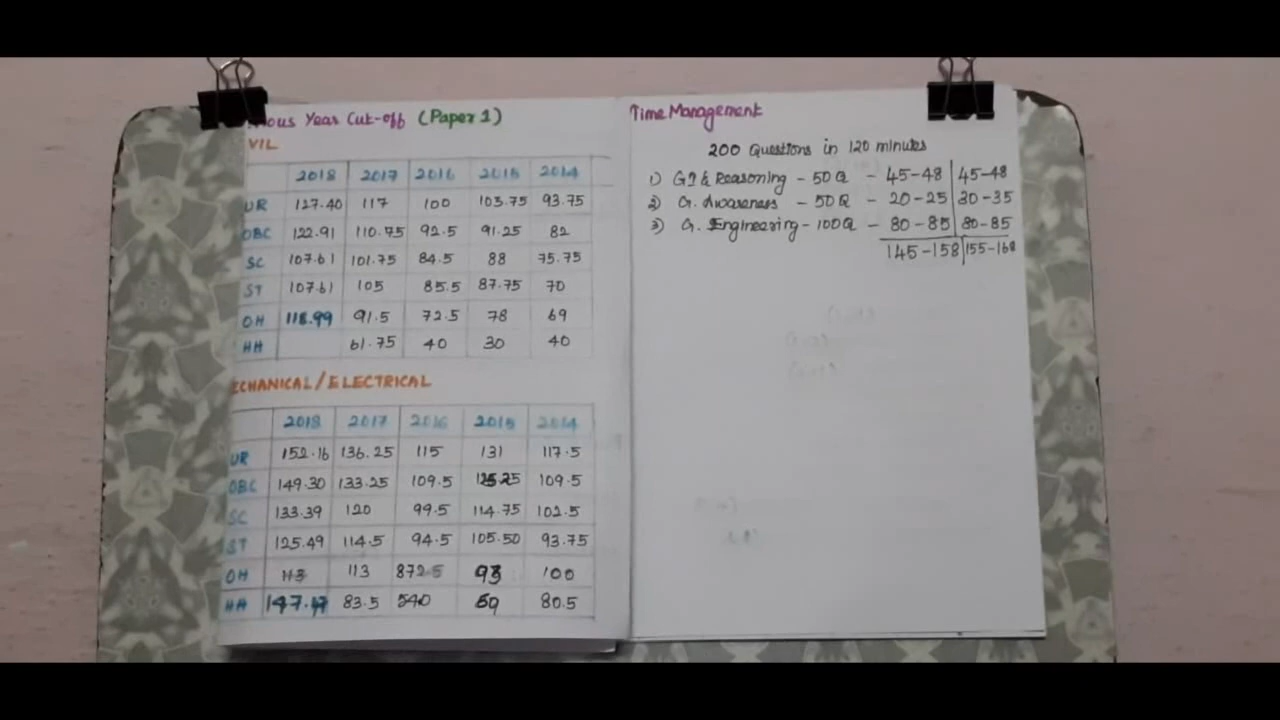 ious Year Cut-off (Paper 1)
VIL
2018 2017 2016 2015 2014
UR 127.40 117 100 103.75 93.75
OBC 122.91 110.75 92.5 91.25 82
SC 107.61 101.75 84.5 88 75.75
ST 107.61 105 85.5 87.75 70
OH 118.99 91.5 72.5 78 69
HH 61.75 40 30 40
ECHANICAL/ELECTRICAL
2018 2017 2016 2015 2014
UR 152.16 136.25 115 131 117.5
OBC 149.30 133.25 109.5 125.25 109.5
SC 133.39 120 99.5 114.75 102.5
ST 125.49 114.5 94.5 105.50 93.75
OH 113 93 100
HH 83.5 80.5
Time Management
200 Questions in 120 minutes
1) GI & Reasoning - 50Q - 45-48 45-48
2) G. Awareness - 50Q - 20-25 30-35
3) G. Engineering - 100Q - 80-85 80-85
145-158 155-168